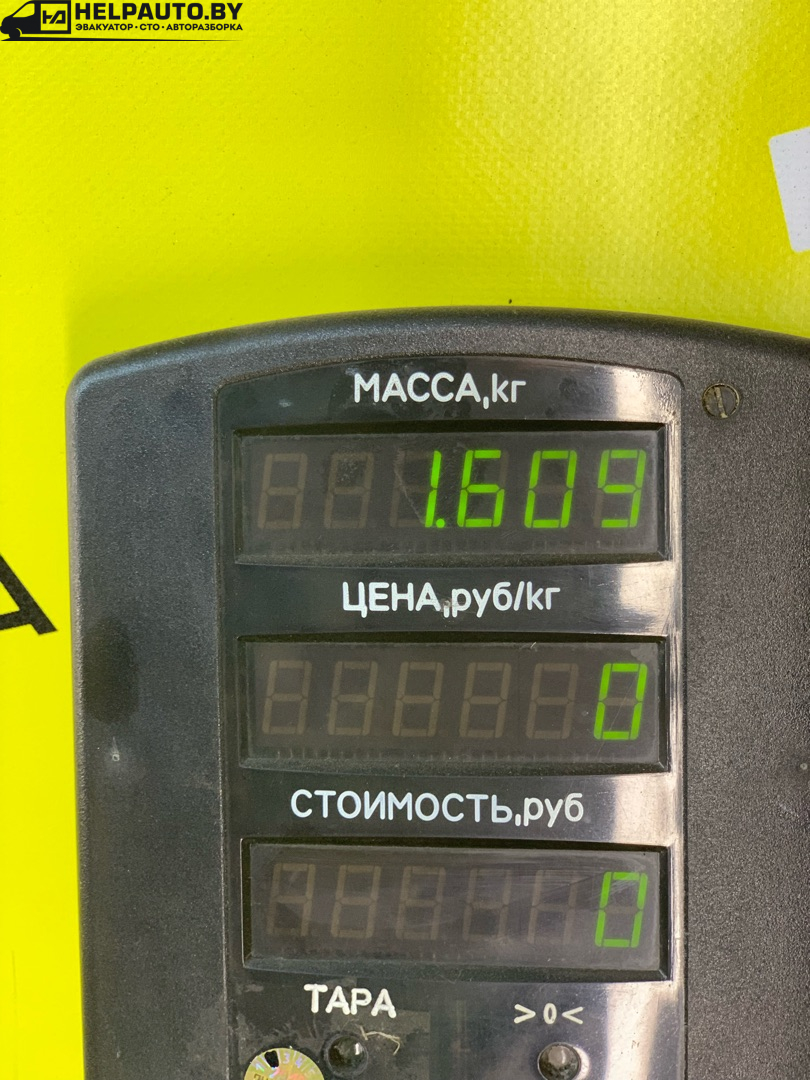 HELPAUTO.BY
ЭВАКУАТОР • СТО • АВТОРАЗБОРКА
МАССА,кг
1.609
ЦЕНА,руб/кг
0
СТОИМОСТЬ,руб
0
ТАРА >0<